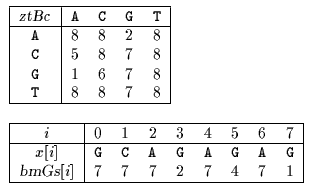 ztBc A C G T
A 8 8 2 8
C 5 8 7 8
G 1 6 7 8
T 8 8 7 8
i 0 1 2 3 4 5 6 7
x[i] G C A G A G A G
bmGs[i] 7 7 7 2 7 4 7 1